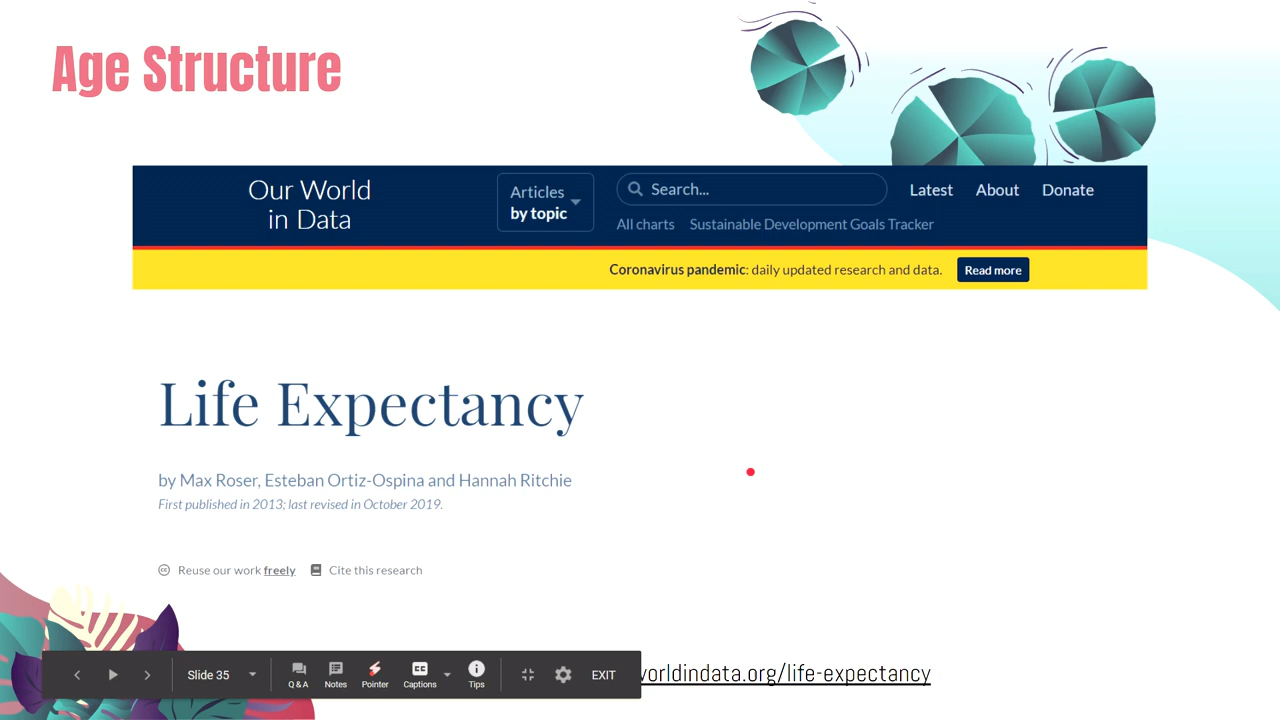 Age Structure
Our World
in Data
Articles
by topic
Search...
Latest About Donate
All charts Sustainable Development Goals Tracker
Coronavirus pandemic: daily updated research and data. Read more
Life Expectancy
by Max Roser, Esteban Ortiz-Ospina and Hannah Ritchie
First published in 2013; last revised in October 2019.
cc Reuse our work freely Cite this research
Slide 35 Q & A Notes Pointer CC Captions Tips EXIT
worldindata.org/life-expectancy